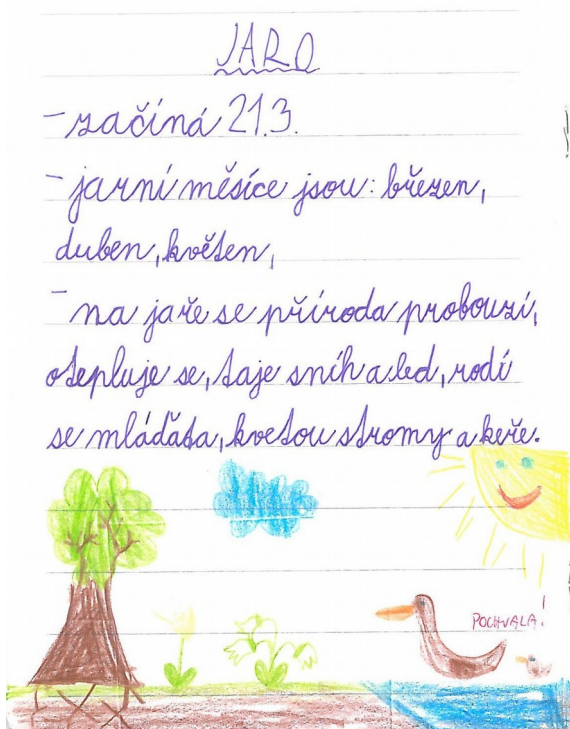 JARO
- začíná 21.3.
- jarní měsíce jsou: březen,
duben, květen,
- na jaře se příroda probouzí,
otepluje se, taje sníh a led, rodí
se mláďata, kvetou stromy a keře.
POCHVALA!